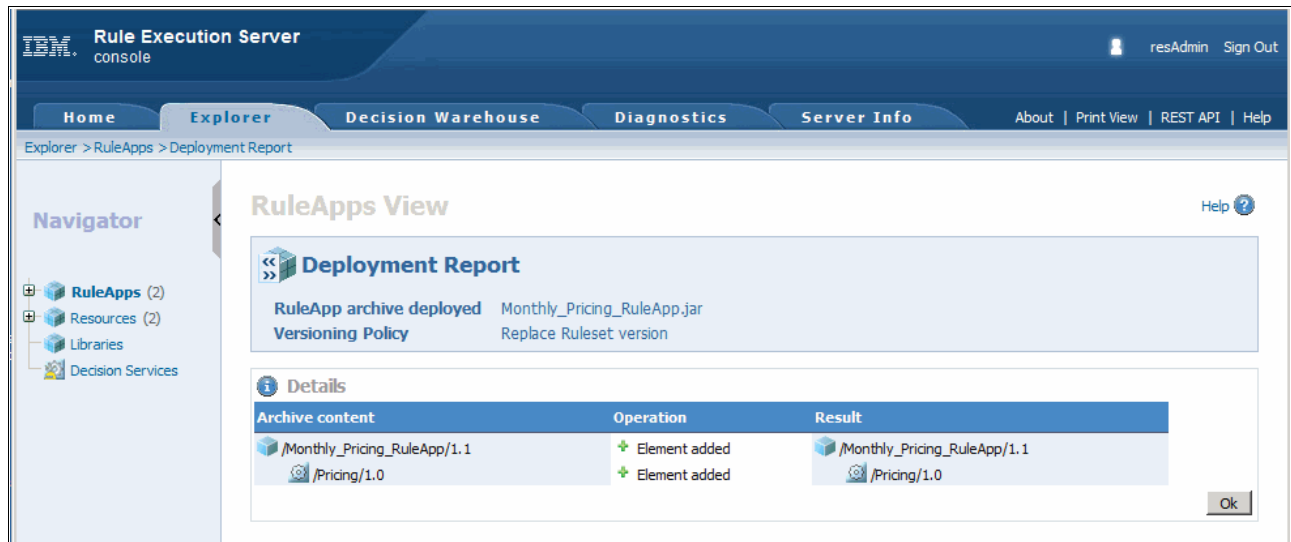 IBM. Rule Execution Server
console
resAdmin Sign Out
Home Explorer Decision Warehouse Diagnostics Server Info About | Print View | REST API | Help
Explorer > RuleApps > Deployment Report
Navigator
RuleApps (2)
Resources (2)
Libraries
Decision Services
RuleApps View
Help ?
Deployment Report
RuleApp archive deployed Monthly_Pricing_RuleApp.jar
Versioning Policy Replace Ruleset version
Details
Archive content Operation Result
/Monthly_Pricing_RuleApp/1.1 Element added /Monthly_Pricing_RuleApp/1.1
/Pricing/1.0 Element added /Pricing/1.0
Ok